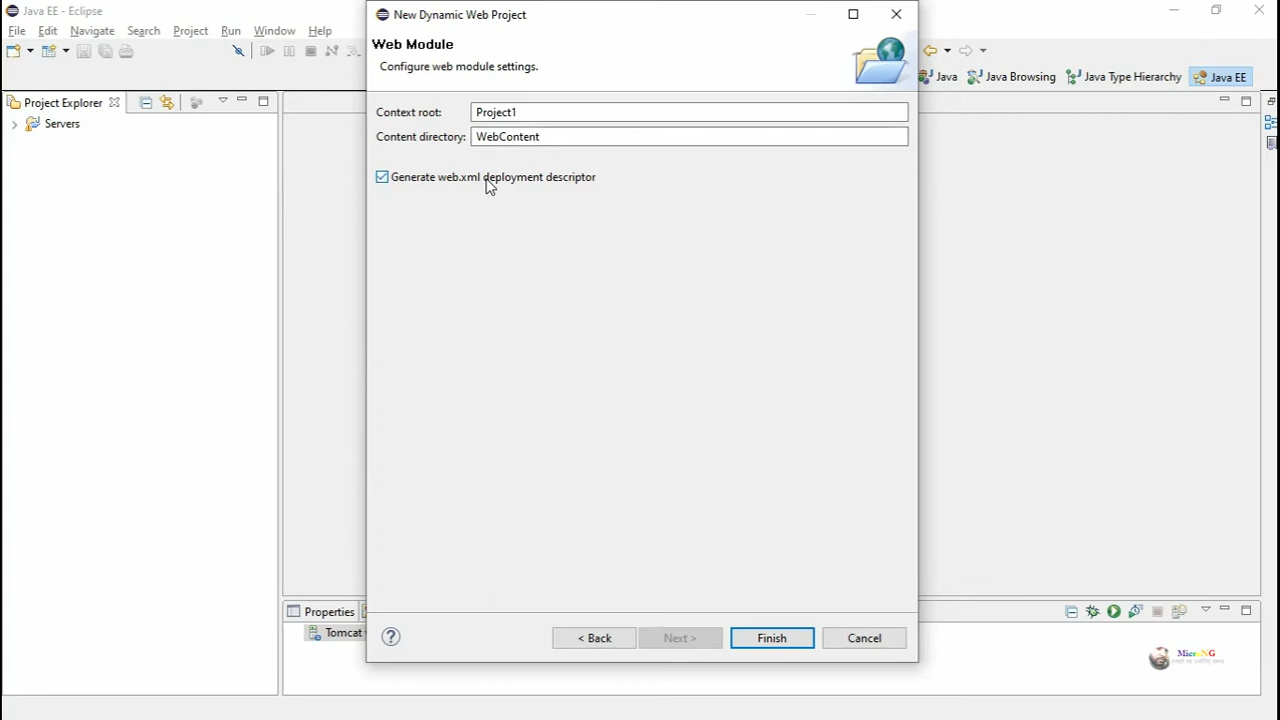 Java EE - Eclipse
File Edit Navigate Search Project Run Window Help
New Dynamic Web Project
Web Module
Configure web module settings.
Java Java Browsing Java Type Hierarchy Java EE
Project Explorer
Servers
Context root: Project1
Content directory: WebContent
Generate web.xml deployment descriptor
Properties
Tomcat
< Back Next > Finish Cancel